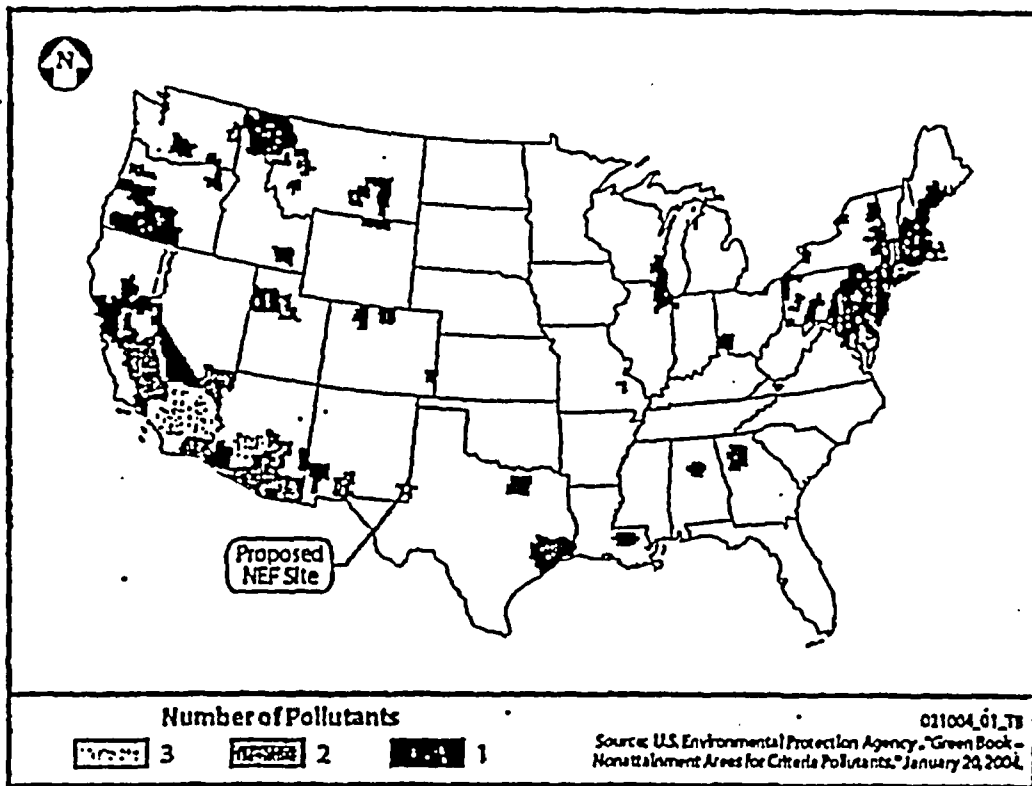 N
Proposed
NEF Site
Number of Pollutants
3
2
1
021004_01_TB
Source: U.S. Environmental Protection Agency, "Green Book –
Nonattainment Areas for Criteria Pollutants." January 20, 2004.